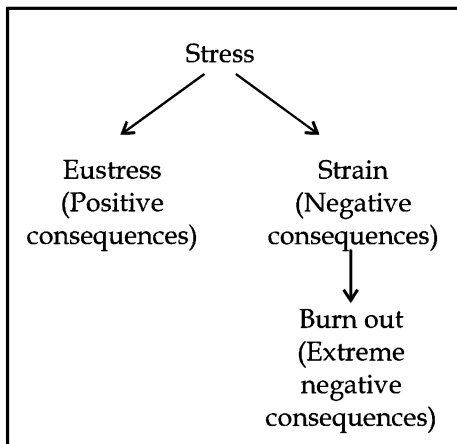 Stress
Eustress
(Positive
consequences)
Strain
(Negative
consequences)
Burn out
(Extreme
negative
consequences)